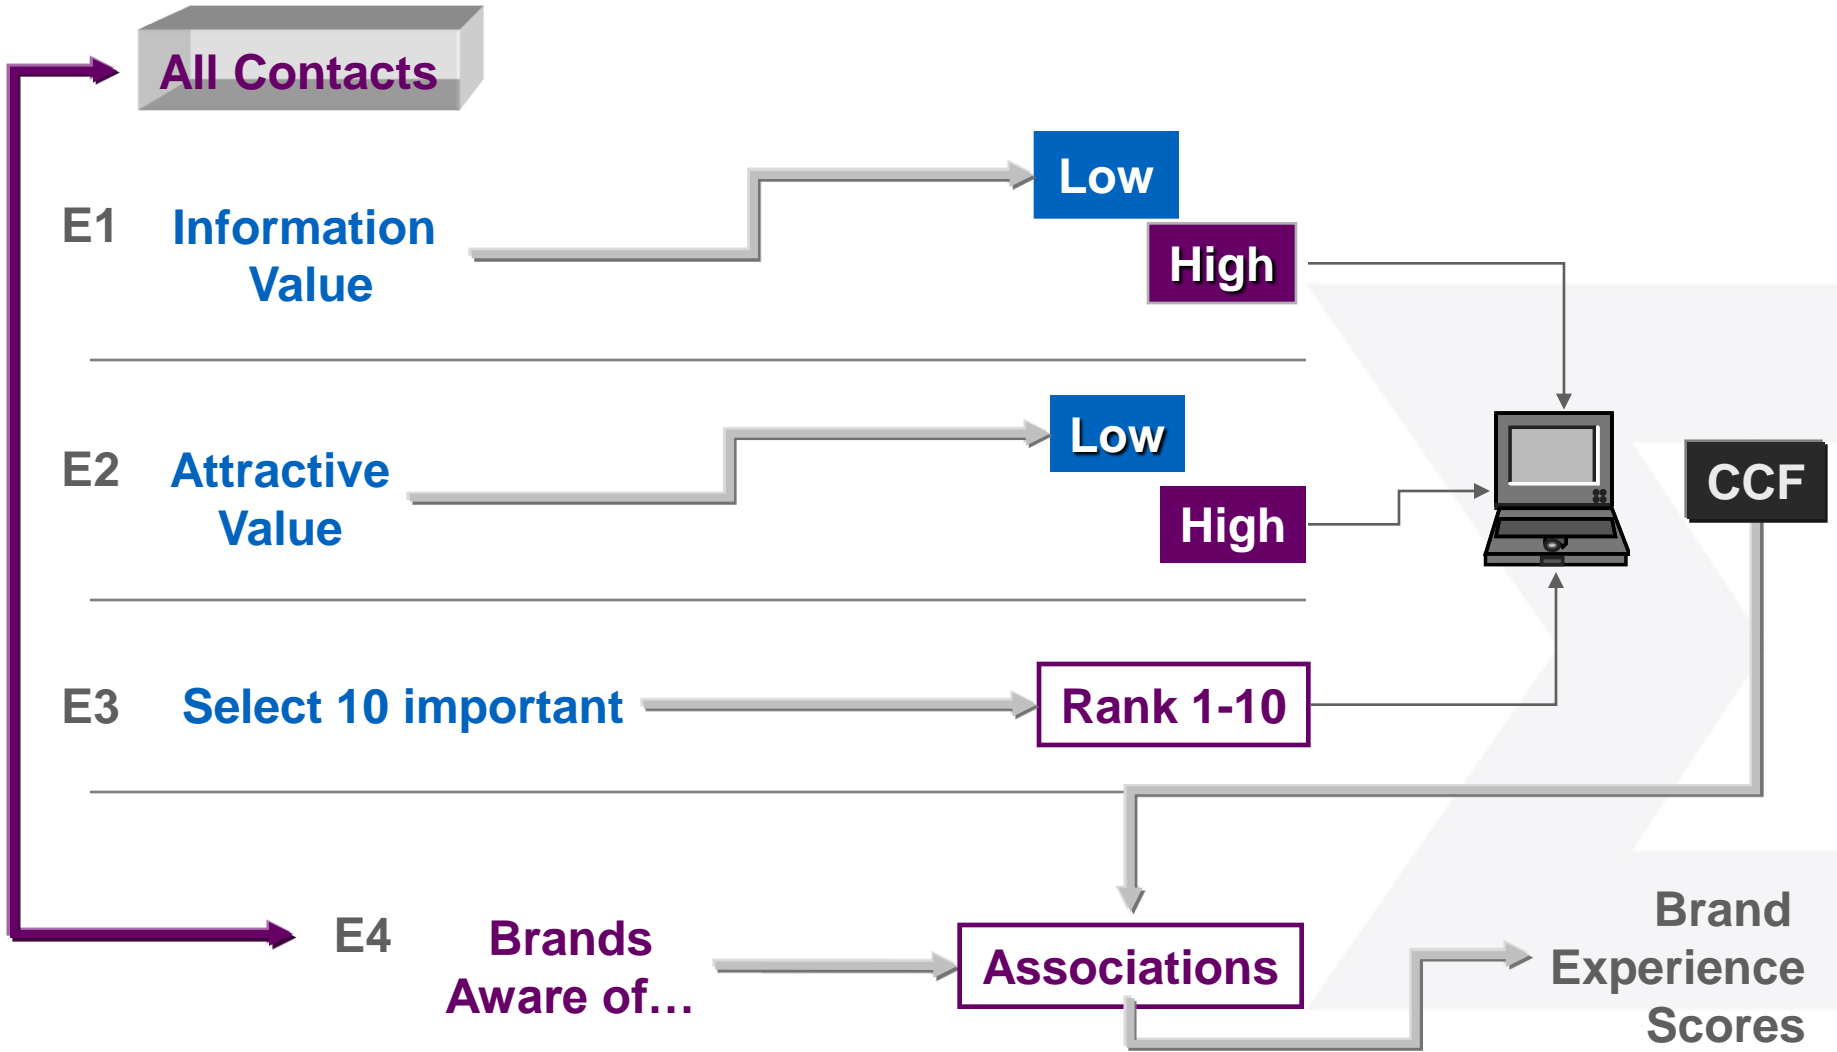 All Contacts
E1
Information
Value
Low
High
E2
Attractive
Value
Low
High
CCF
E3
Select 10 important
Rank 1-10
E4
Brands
Aware of…
Associations
Brand
Experience
Scores